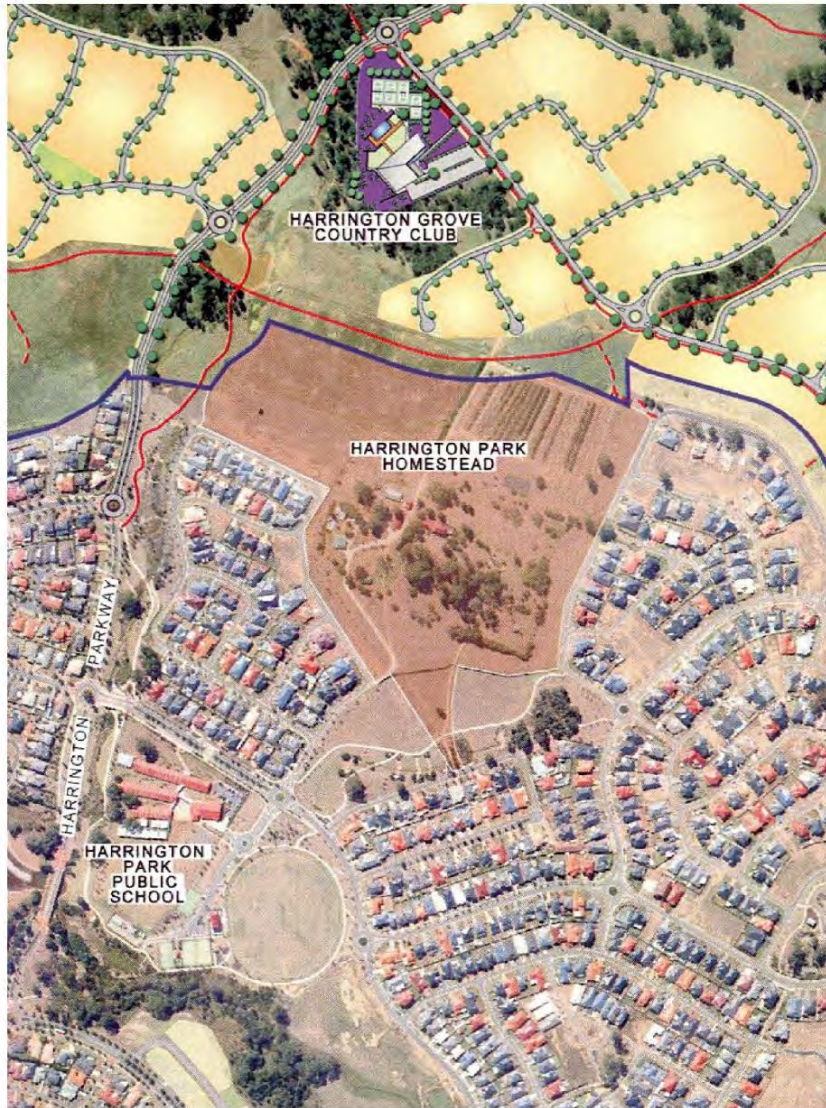 HARRINGTON GROVE
COUNTRY CLUB
HARRINGTON PARK
HOMESTEAD
HARRINGTON PARKWAY
HARRINGTON
PARK
PUBLIC
SCHOOL